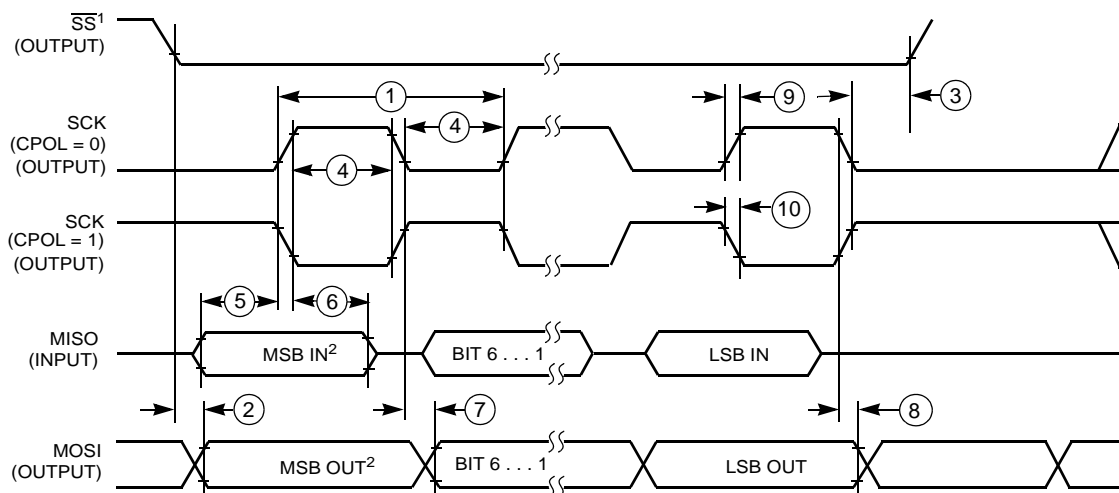 SS¹
(OUTPUT)
3
1
9
SCK
(CPOL = 0)
(OUTPUT)
4
4
SCK
(CPOL = 1)
(OUTPUT)
10
5
6
MISO
(INPUT)
MSB IN²
BIT 6 . . . 1
LSB IN
2
7
8
MOSI
(OUTPUT)
MSB OUT²
BIT 6 . . . 1
LSB OUT